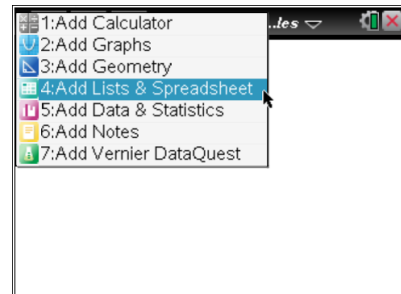 1:Add Calculator
...les
2:Add Graphs
3:Add Geometry
4:Add Lists & Spreadsheet
5:Add Data & Statistics
6:Add Notes
7:Add Vernier DataQuest